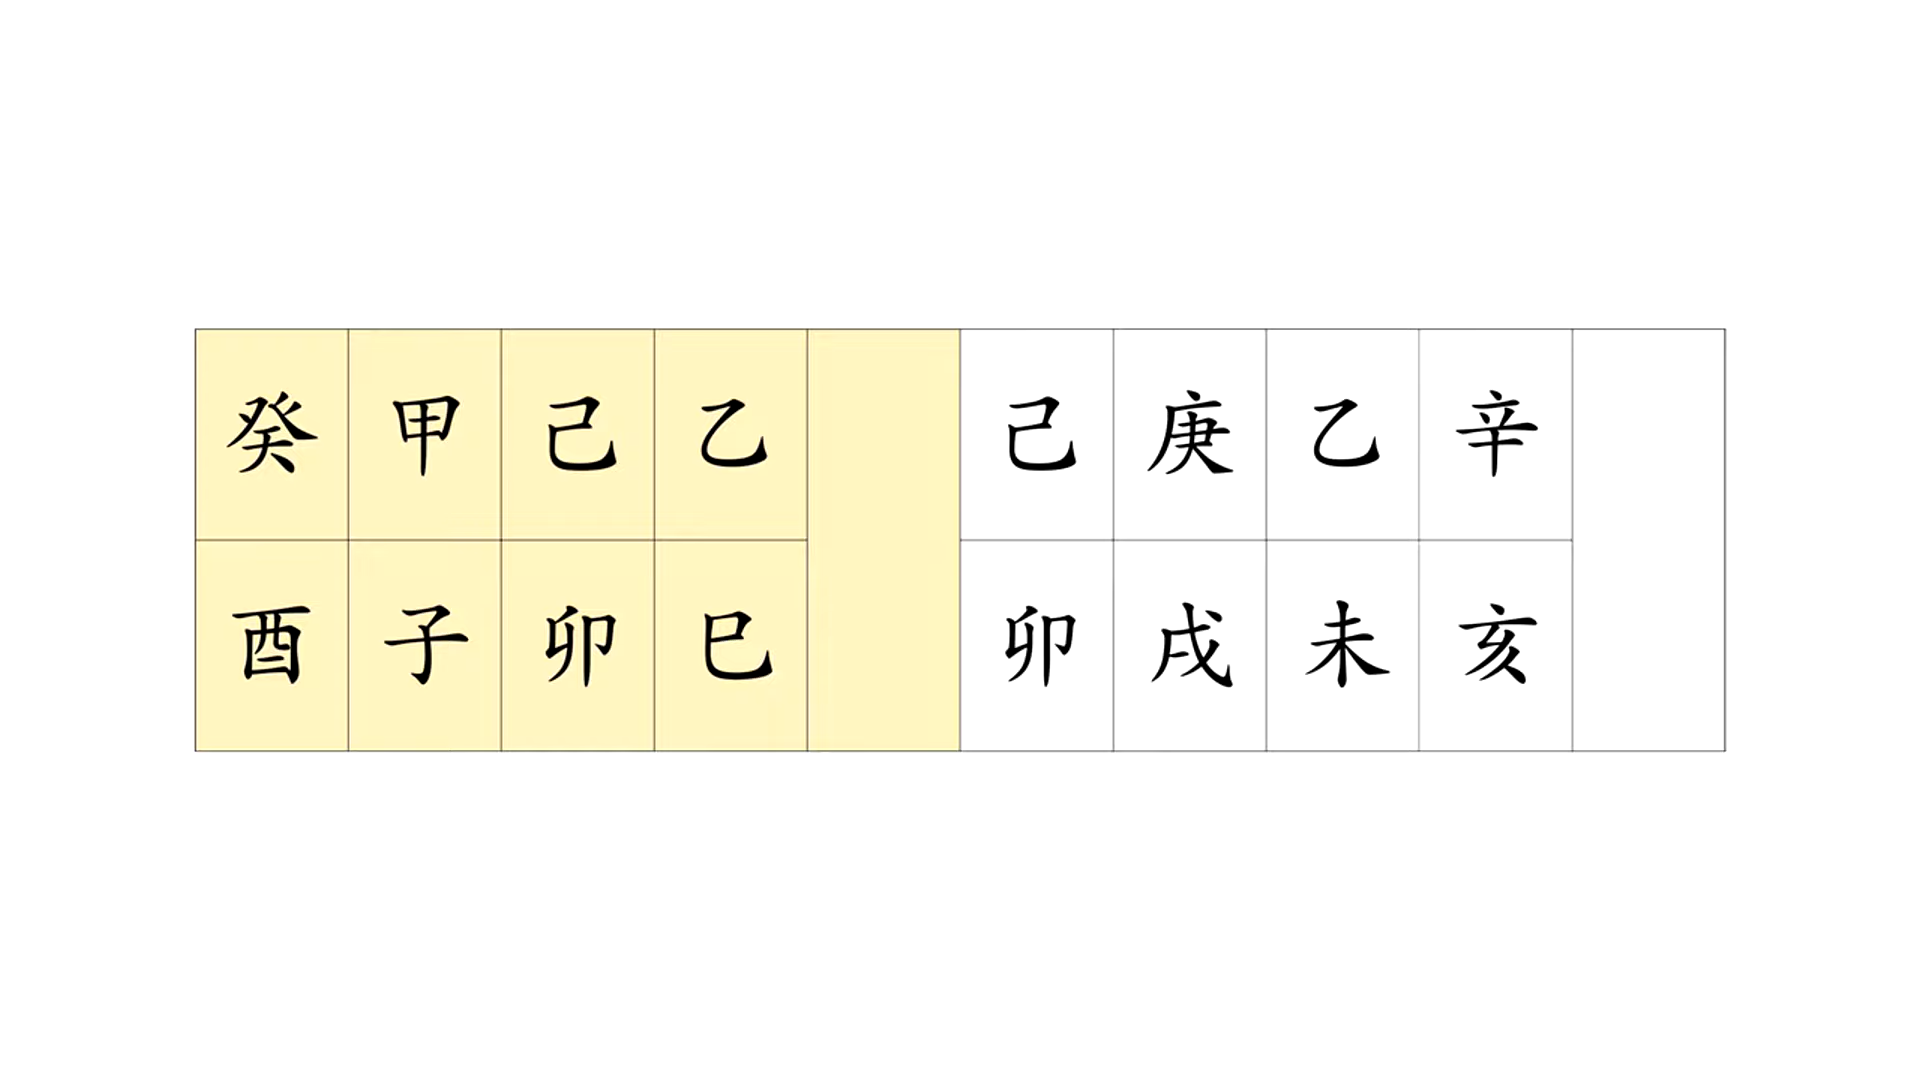 癸 甲 己 乙 己 庚 乙 辛
酉 子 卯 巳 卯 戌 未 亥